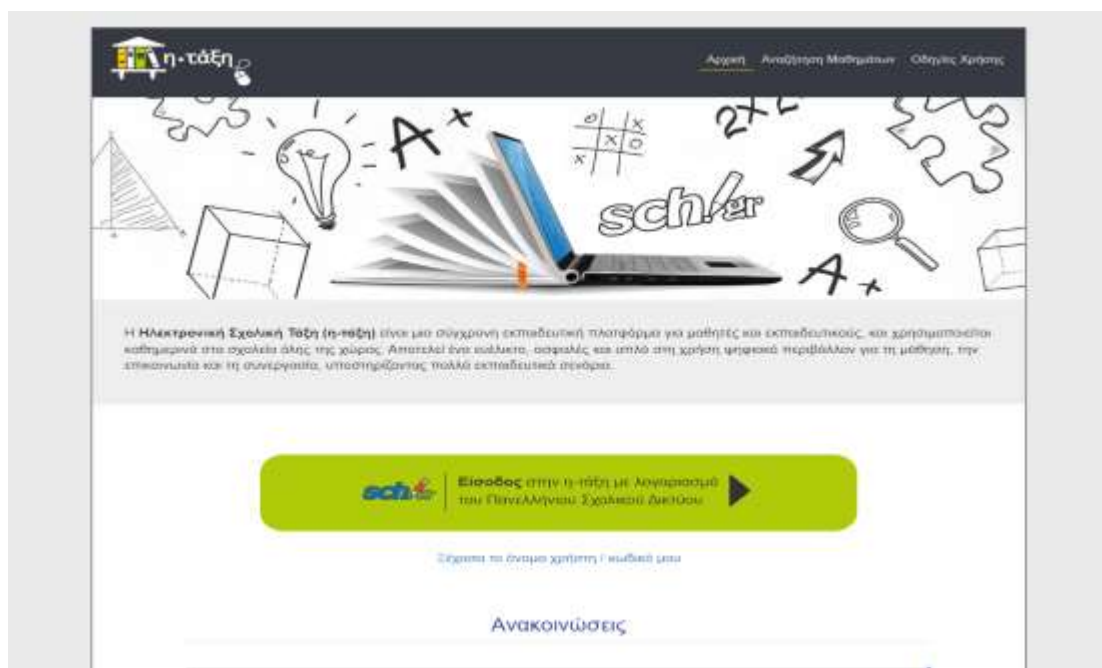 η-τάξη
Αρχική Αναζήτηση Μαθημάτων Οδηγίες Χρήσης
A+
o x
x o
x
2x2
sch.gr
A+
Η Ηλεκτρονική Σχολική Τάξη (η-τάξη) είναι μια σύγχρονη εκπαιδευτική πλατφόρμα για μαθητές και εκπαιδευτικούς, και χρησιμοποιείται
καθημερινά στα σχολεία όλης της χώρας. Αποτελεί ένα ευέλικτο, ασφαλές και απλό στη χρήση ψηφιακό περιβάλλον για τη μάθηση, την
επικοινωνία και τη συνεργασία, υποστηρίζοντας πολλά εκπαιδευτικά σενάρια.
sch.gr
Είσοδος στην η-τάξη με λογαριασμό
του Πανελλήνιου Σχολικού Δικτύου
Ξέχασα το όνομα χρήστη / κωδικό μου
Ανακοινώσεις